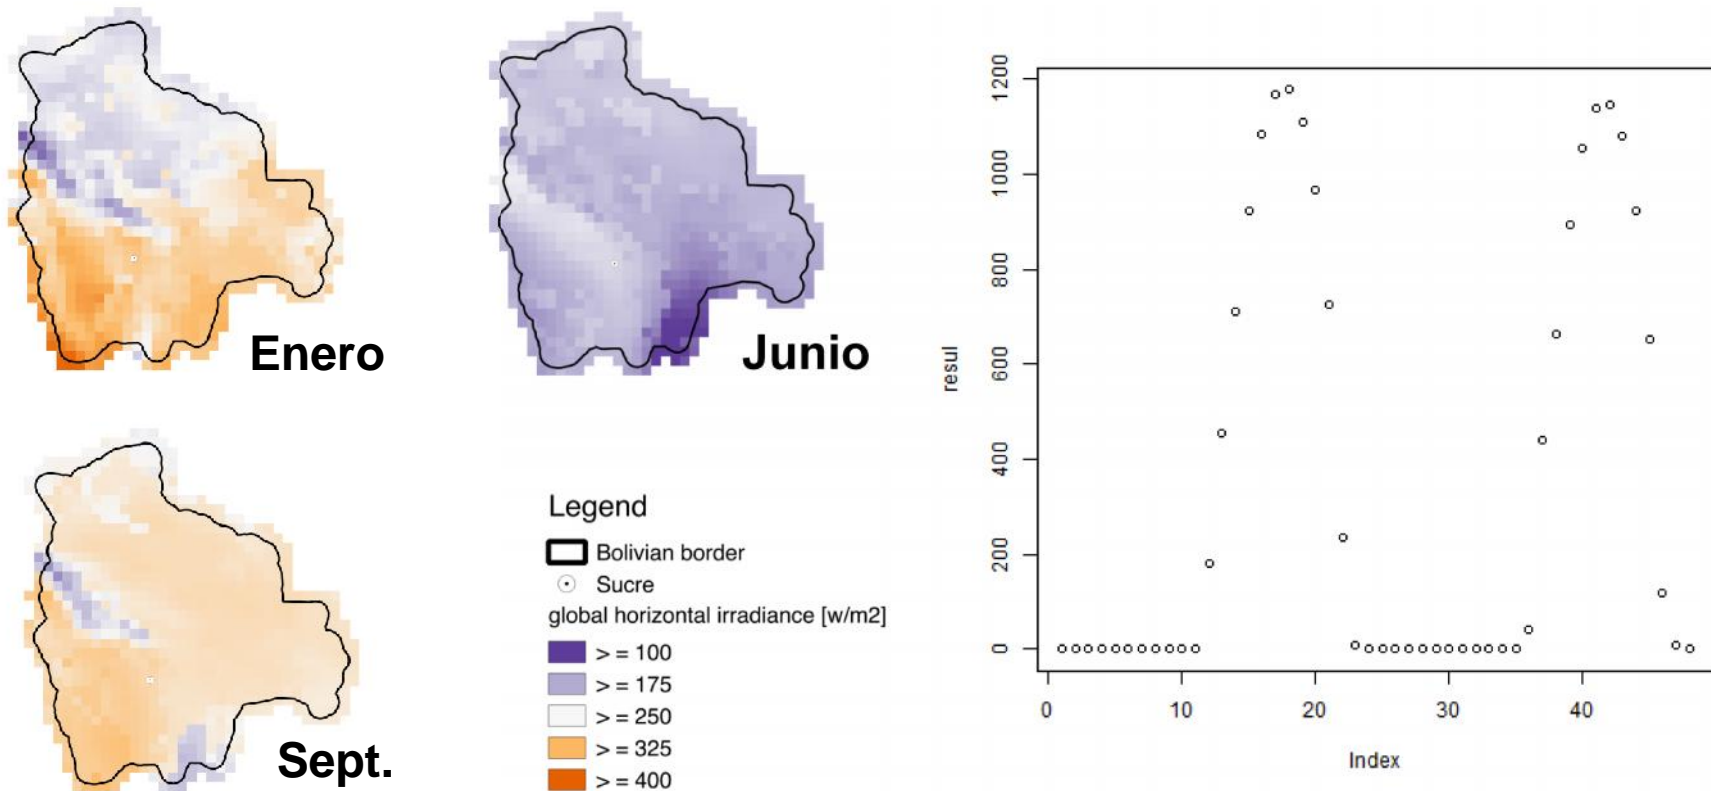 Enero
Junio
Sept.
Legend
Bolivian border
Sucre
global horizontal irradiance [w/m2]
> = 100
> = 175
> = 250
> = 325
> = 400
resul
1200
1000
800
600
400
200
0
0 10 20 30 40
Index